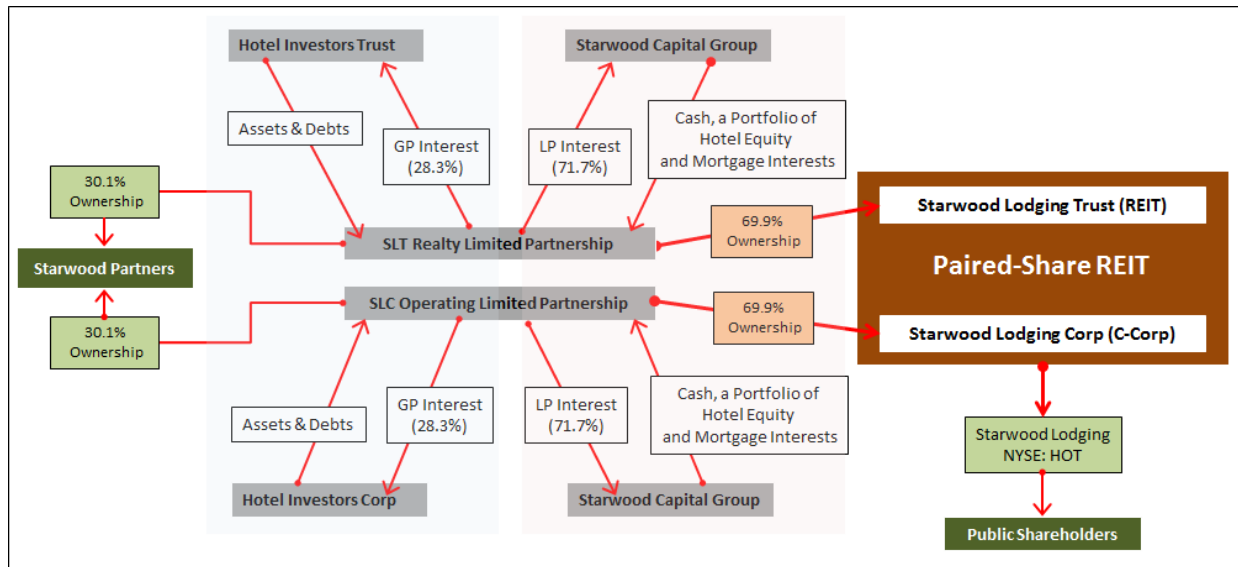 Hotel Investors Trust
Starwood Capital Group
Assets & Debts
GP Interest
(28.3%)
LP Interest
(71.7%)
Cash, a Portfolio of
Hotel Equity
and Mortgage Interests
30.1%
Ownership
SLT Realty Limited Partnership
69.9%
Ownership
Starwood Lodging Trust (REIT)
Starwood Partners
Paired-Share REIT
SLC Operating Limited Partnership
69.9%
Ownership
Starwood Lodging Corp (C-Corp)
30.1%
Ownership
Assets & Debts
GP Interest
(28.3%)
LP Interest
(71.7%)
Cash, a Portfolio of
Hotel Equity
and Mortgage Interests
Starwood Lodging
NYSE: HOT
Hotel Investors Corp
Starwood Capital Group
Public Shareholders